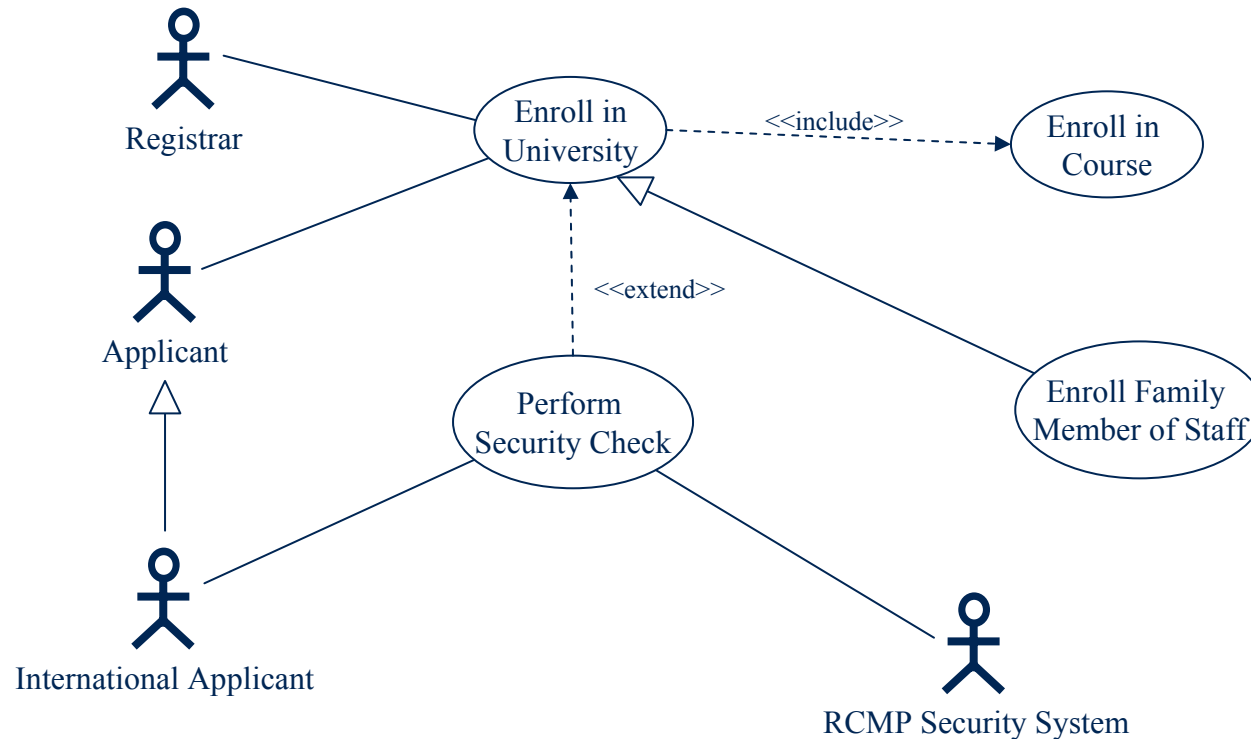 Registrar
Enroll in
University
<<include>>
Enroll in
Course
Applicant
<<extend>>
Perform
Security Check
Enroll Family
Member of Staff
International Applicant
RCMP Security System